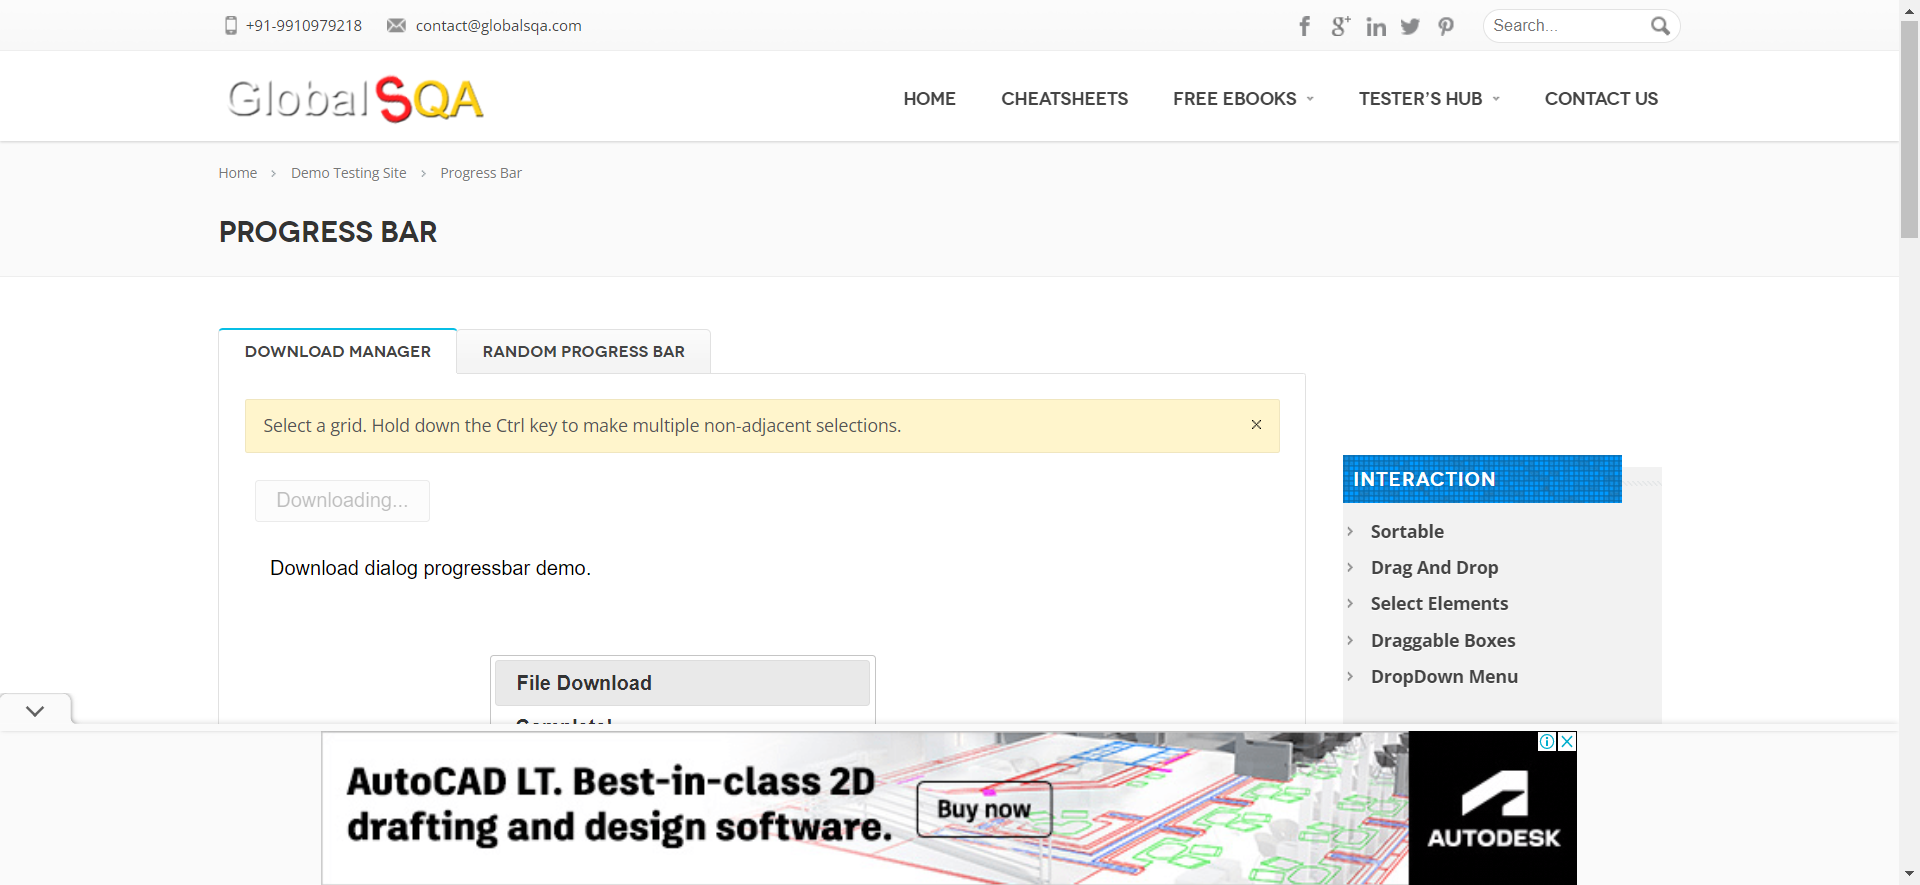 +91-9910979218
contact@globalsqa.com
Search...
GlobalSQA
HOME
CHEATSHEETS
FREE EBOOKS
TESTER'S HUB
CONTACT US
Home > Demo Testing Site > Progress Bar
PROGRESS BAR
DOWNLOAD MANAGER
RANDOM PROGRESS BAR
Select a grid. Hold down the Ctrl key to make multiple non-adjacent selections.
Downloading...
Download dialog progressbar demo.
File Download
INTERACTION
Sortable
Drag And Drop
Select Elements
Draggable Boxes
DropDown Menu
AutoCAD LT. Best-in-class 2D
drafting and design software.
Buy now
AUTODESK